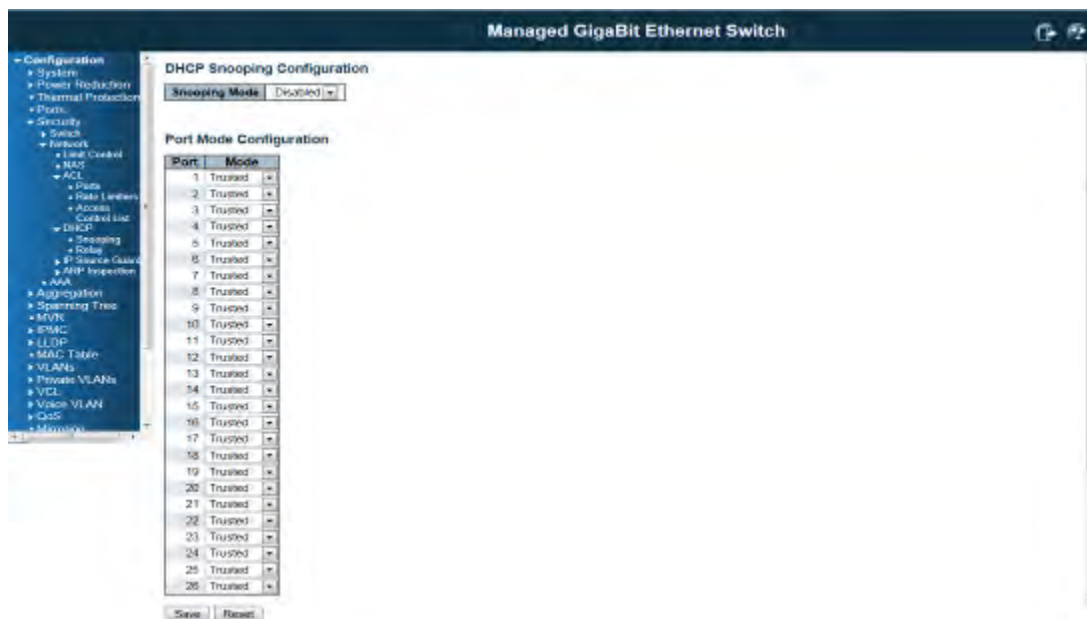 Managed GigaBit Ethernet Switch
Configuration
System
Power Reduction
Thermal Protection
Ports
Security
Switch
Network
Limit Control
NAS
ACL
Ports
Rate Limiters
Access
Control List
DHCP
Snooping
Relay
IP Source Guard
ARP Inspection
AAA
Aggregation
Spanning Tree
MVR
IPMC
LLDP
MAC Table
VLANs
Private VLANs
VCL
Voice VLAN
QoS
Mirroring
DHCP Snooping Configuration
Snooping Mode Disabled
Port Mode Configuration
Port Mode
1 Trusted
2 Trusted
3 Trusted
4 Trusted
5 Trusted
6 Trusted
7 Trusted
8 Trusted
9 Trusted
10 Trusted
11 Trusted
12 Trusted
13 Trusted
14 Trusted
15 Trusted
16 Trusted
17 Trusted
18 Trusted
19 Trusted
20 Trusted
21 Trusted
22 Trusted
23 Trusted
24 Trusted
25 Trusted
26 Trusted
Save Reset